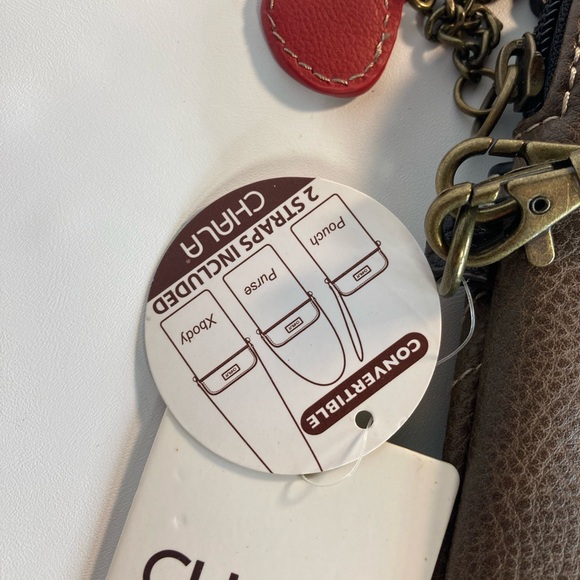 CONVERTIBLE
Pouch
Purse
Xbody
2 STRAPS INCLUDED
CHALA
CH